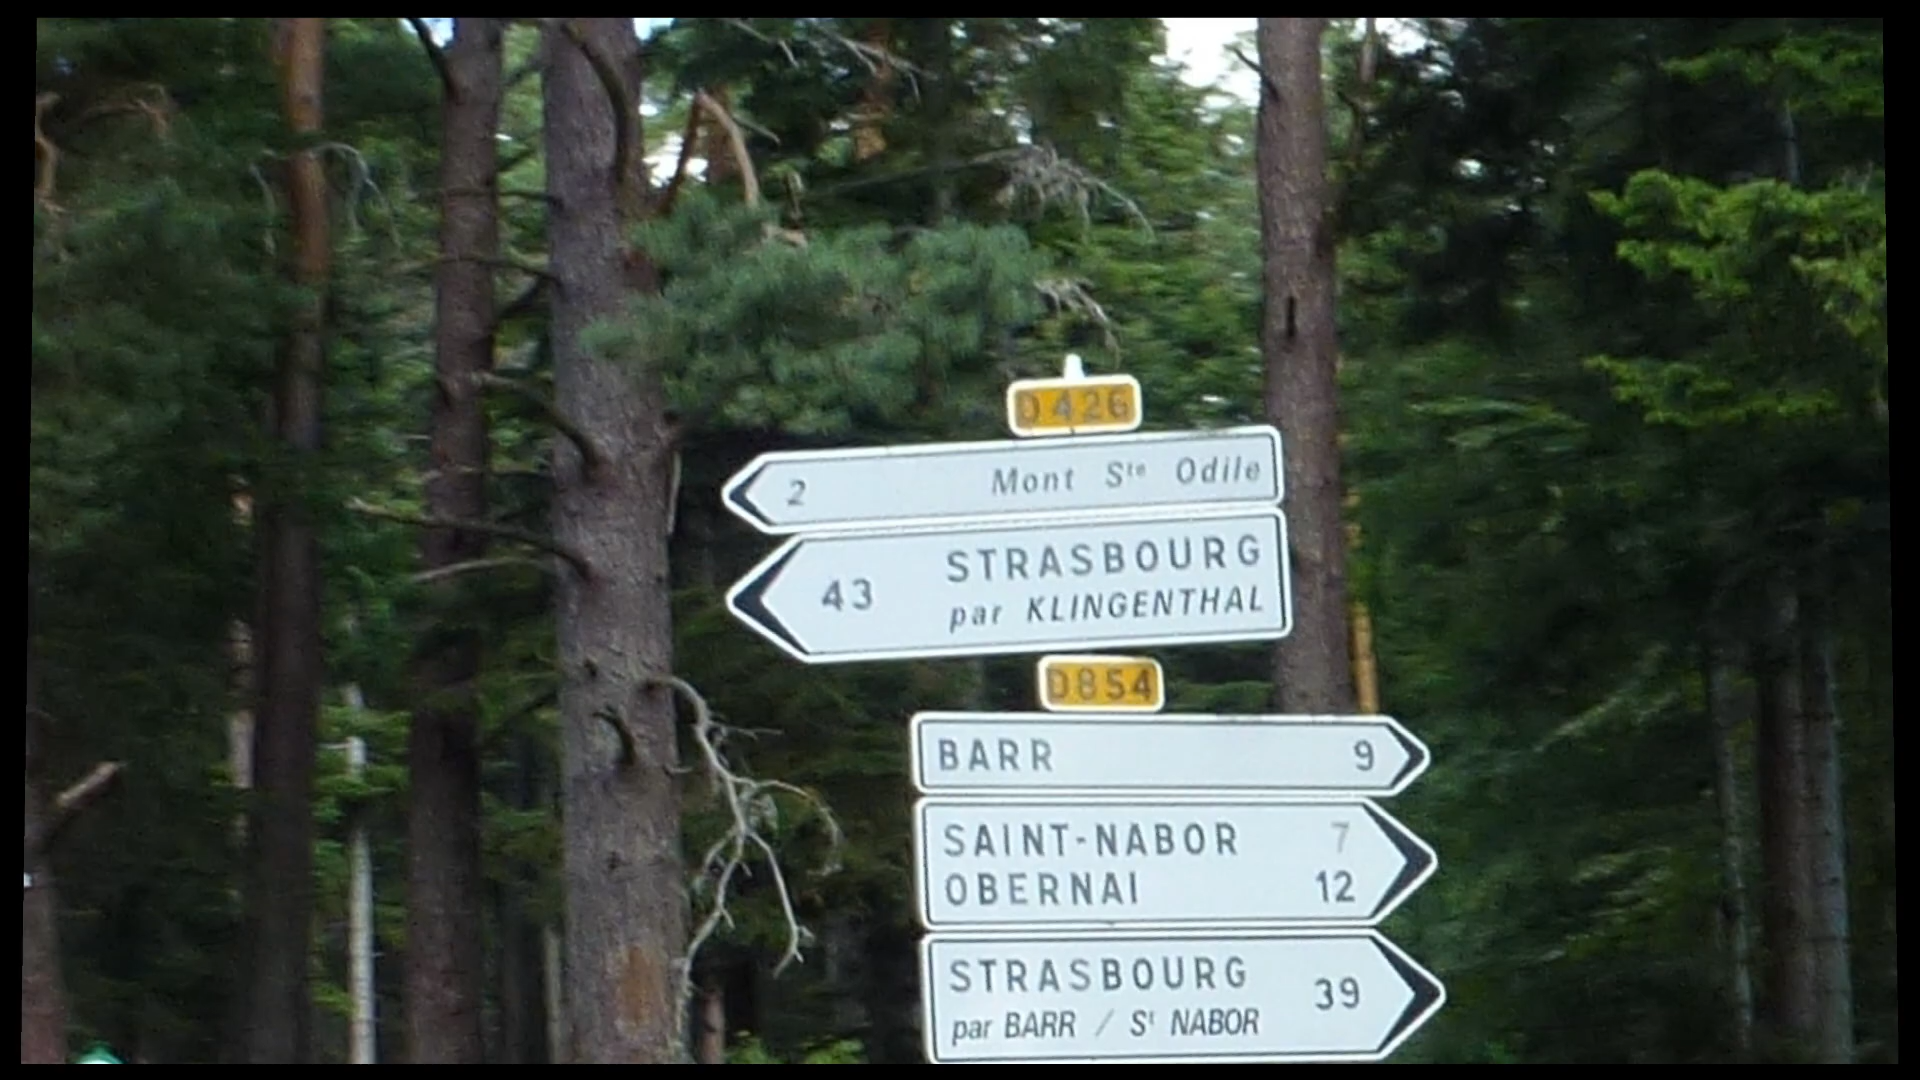 D426
2 Mont Ste Odile
43 STRASBOURG
par KLINGENTHAL
D854
BARR 9
SAINT-NABOR 7
OBERNAI 12
STRASBOURG 39
par BARR / St NABOR